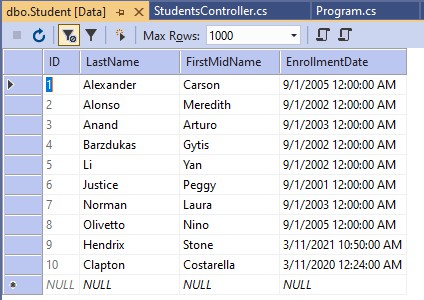 dbo.Student [Data] StudentsController.cs Program.cs
Max Rows: 1000
ID LastName FirstMidName EnrollmentDate
1 Alexander Carson 9/1/2005 12:00:00 AM
2 Alonso Meredith 9/1/2002 12:00:00 AM
3 Anand Arturo 9/1/2003 12:00:00 AM
4 Barzdukas Gytis 9/1/2002 12:00:00 AM
5 Li Yan 9/1/2002 12:00:00 AM
6 Justice Peggy 9/1/2001 12:00:00 AM
7 Norman Laura 9/1/2003 12:00:00 AM
8 Olivetto Nino 9/1/2005 12:00:00 AM
9 Hendrix Stone 3/11/2021 10:50:00 AM
10 Clapton Costarella 3/11/2020 12:24:00 AM
NULL NULL NULL NULL